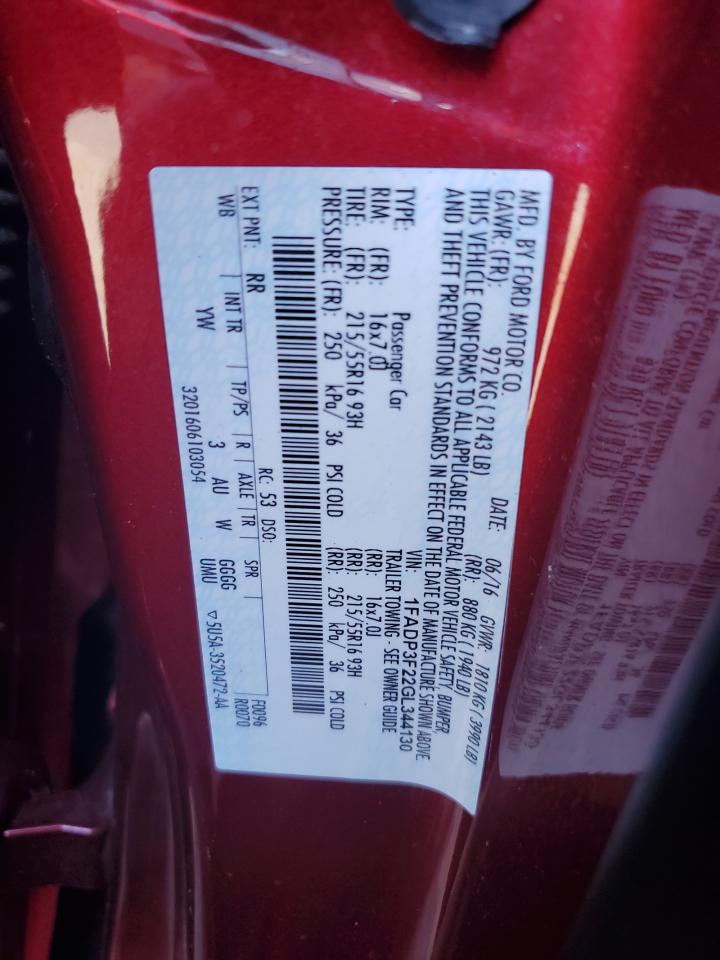 MFD. BY FORD MOTOR CO.
DATE: 06/16 GVWR: 1810 KG ( 3990 LB)
GAWR: (FR): 972 KG ( 2143 LB) (RR): 880 KG ( 1940 LB)
THIS VEHICLE CONFORMS TO ALL APPLICABLE FEDERAL MOTOR VEHICLE SAFETY, BUMPER
AND THEFT PREVENTION STANDARDS IN EFFECT ON THE DATE OF MANUFACTURE SHOWN ABOVE
VIN: 1FADP3F22GL344130
TYPE: Passenger Car TRAILER TOWING - SEE OWNER GUIDE
RIM: (FR): 16x7.0J (RR): 16x7.0J
TIRE: (FR): 215/55R16 93H (RR): 215/55R16 93H
PRESSURE: (FR): 250 kPa/ 36 PSI COLD (RR): 250 kPa/ 36 PSI COLD
RC: 53 DSO:
EXT PNT: RR F0096
WB INT TR TP/PS R AXLE TR SPR R0070
YW 3 AU W GGGG
UMU
3201606103054 ▽5U5A-3520472-AA